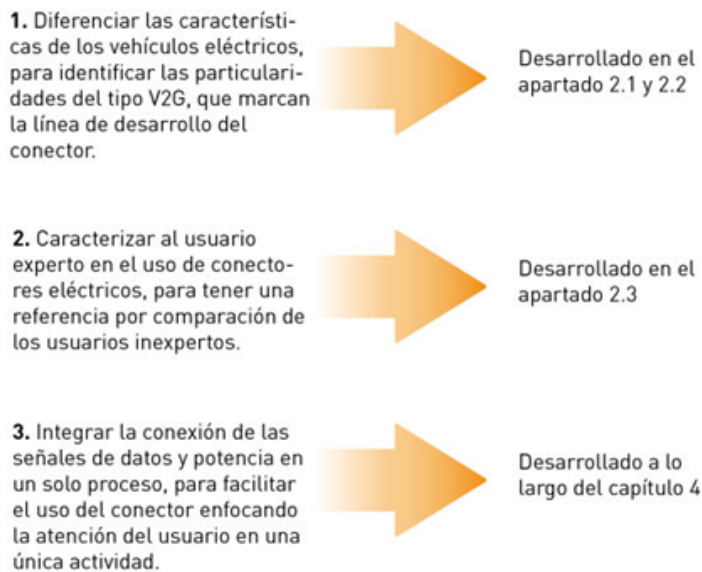 1. Diferenciar las característi-
cas de los vehículos eléctricos,
para identificar las particulari-
dades del tipo V2G, que marcan
la línea de desarrollo del
conector.
Desarrollado en el
apartado 2.1 y 2.2
2. Caracterizar al usuario
experto en el uso de conecto-
res eléctricos, para tener una
referencia por comparación de
los usuarios inexpertos.
Desarrollado en el
apartado 2.3
3. Integrar la conexión de las
señales de datos y potencia en
un solo proceso, para facilitar
el uso del conector enfocando
la atención del usuario en una
única actividad.
Desarrollado a lo
largo del capítulo 4